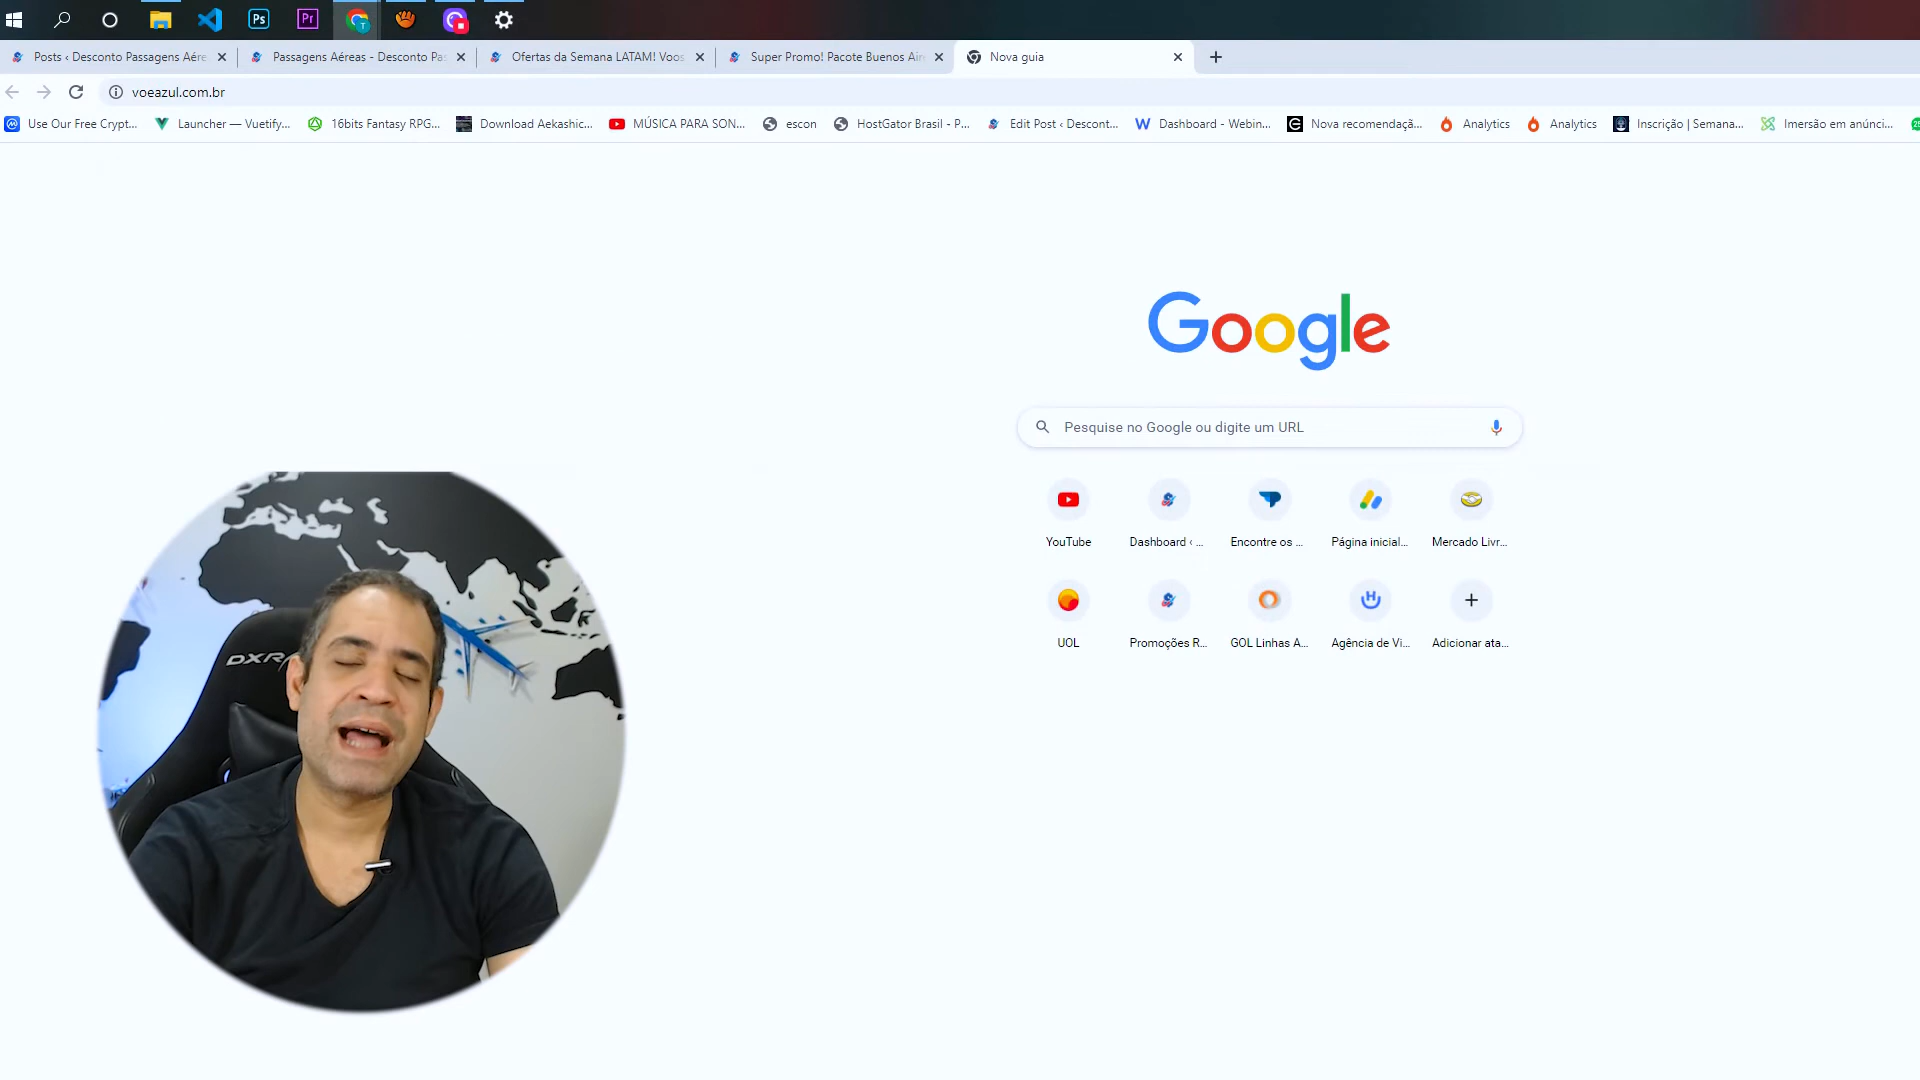 Ps
Pr
Posts ‹ Desconto Passagens Aére
Passagens Aéreas - Desconto Pas
Ofertas da Semana LATAM! Voos
Super Promo! Pacote Buenos Air
Nova guia
voeazul.com.br
Use Our Free Crypt...
Launcher — Vuetify...
16bits Fantasy RPG...
Download Aekashic...
MÚSICA PARA SON...
escon
HostGator Brasil - P...
Edit Post ‹ Descont...
Dashboard - Webin...
Nova recomendaçã...
Analytics
Analytics
Inscrição | Semana...
Imersão em anúnci...
Google
Pesquise no Google ou digite um URL
YouTube
Dashboard ‹ ...
Encontre os ...
Página inicial...
Mercado Livr...
UOL
Promoções R...
GOL Linhas A...
Agência de Vi...
Adicionar ata...